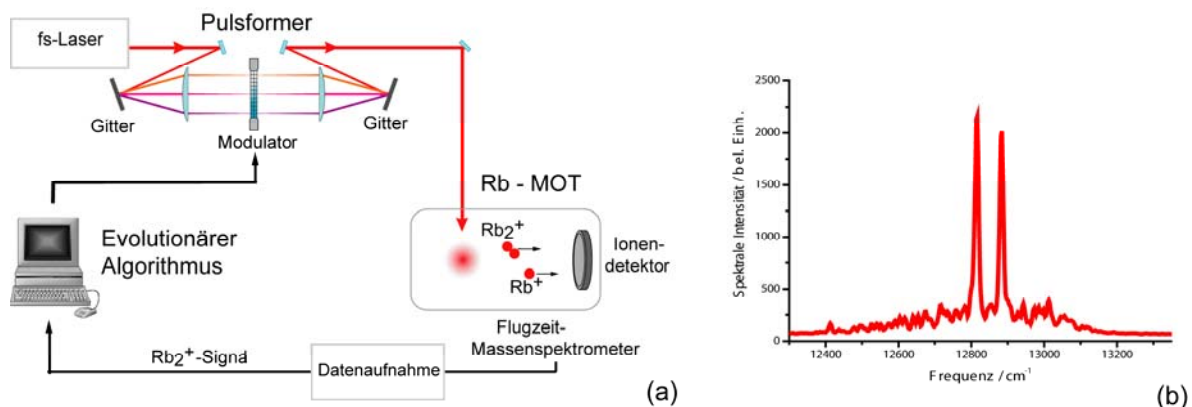 Pulsformer
fs-Laser
Gitter
Modulator
Gitter
Rb - MOT
Evolutionärer
Algorithmus
Rb2+
Rb+
Ionen-
detektor
Flugzeit-
Massenspektrometer
Rb2+-Signal
Datenaufnahme
(a)
2500
2000
1500
1000
500
0
Spektrale Intensität / bel. Einh.
12400
12600
12800
13000
13200
Frequenz / cm-1
(b)